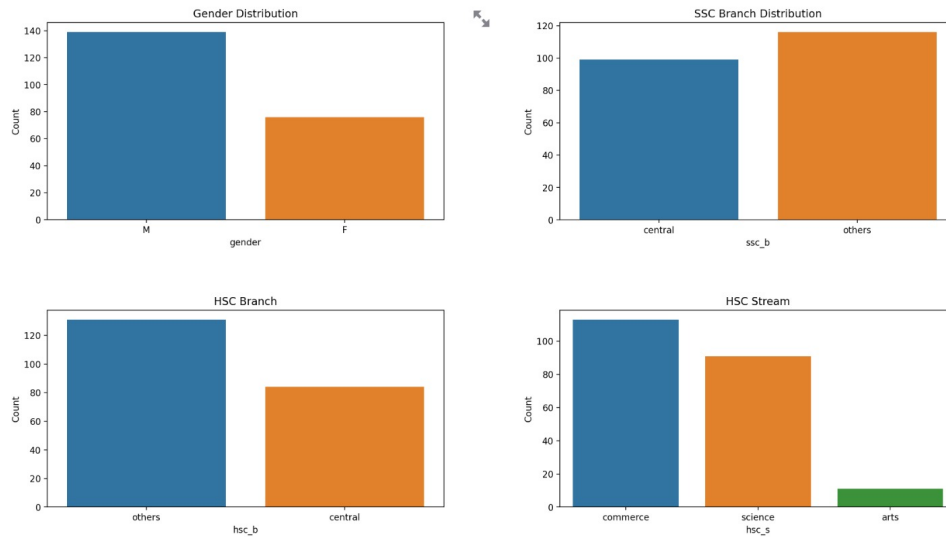 Gender Distribution
140
120
100
80
60
40
20
0
Count
M F
gender
SSC Branch Distribution
120
100
80
60
40
20
0
Count
central others
ssc_b
HSC Branch
120
100
80
60
40
20
0
Count
others central
hsc_b
HSC Stream
100
80
60
40
20
0
Count
commerce science arts
hsc_s